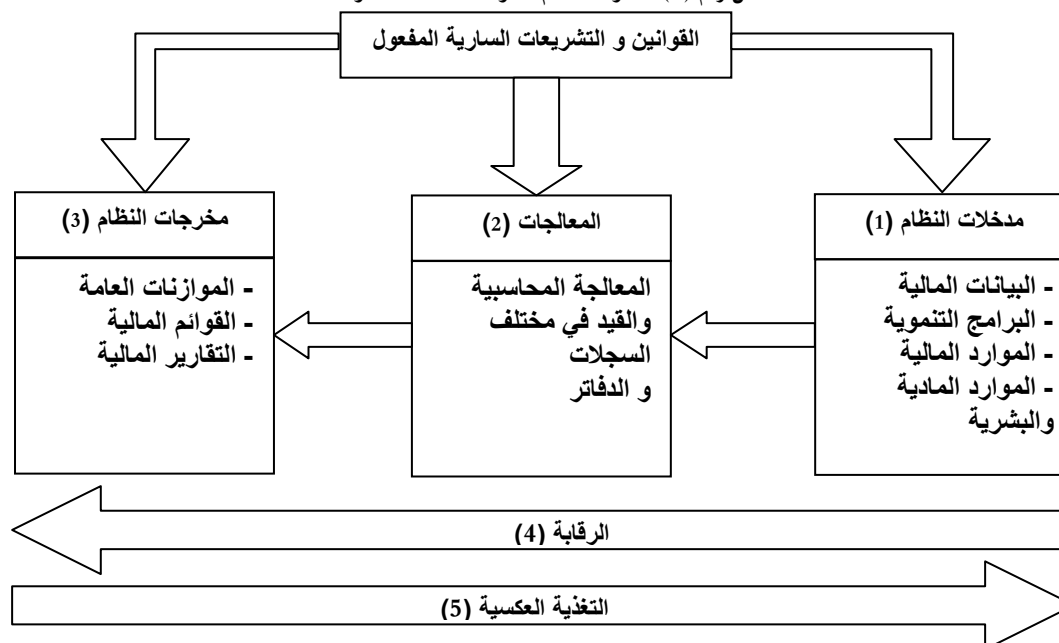 القوانين و التشريعات السارية المفعول
مدخلات النظام (1)
- البيانات المالية
- البرامج التنموية
- الموارد المالية
- الموارد المادية
والبشرية
المعالجات (2)
المعالجة المحاسبية
والقيد في مختلف
السجلات
و الدفاتر
مخرجات النظام (3)
- الموازنات العامة
- القوائم المالية
- التقارير المالية
الرقابة (4)
التغذية العكسية (5)